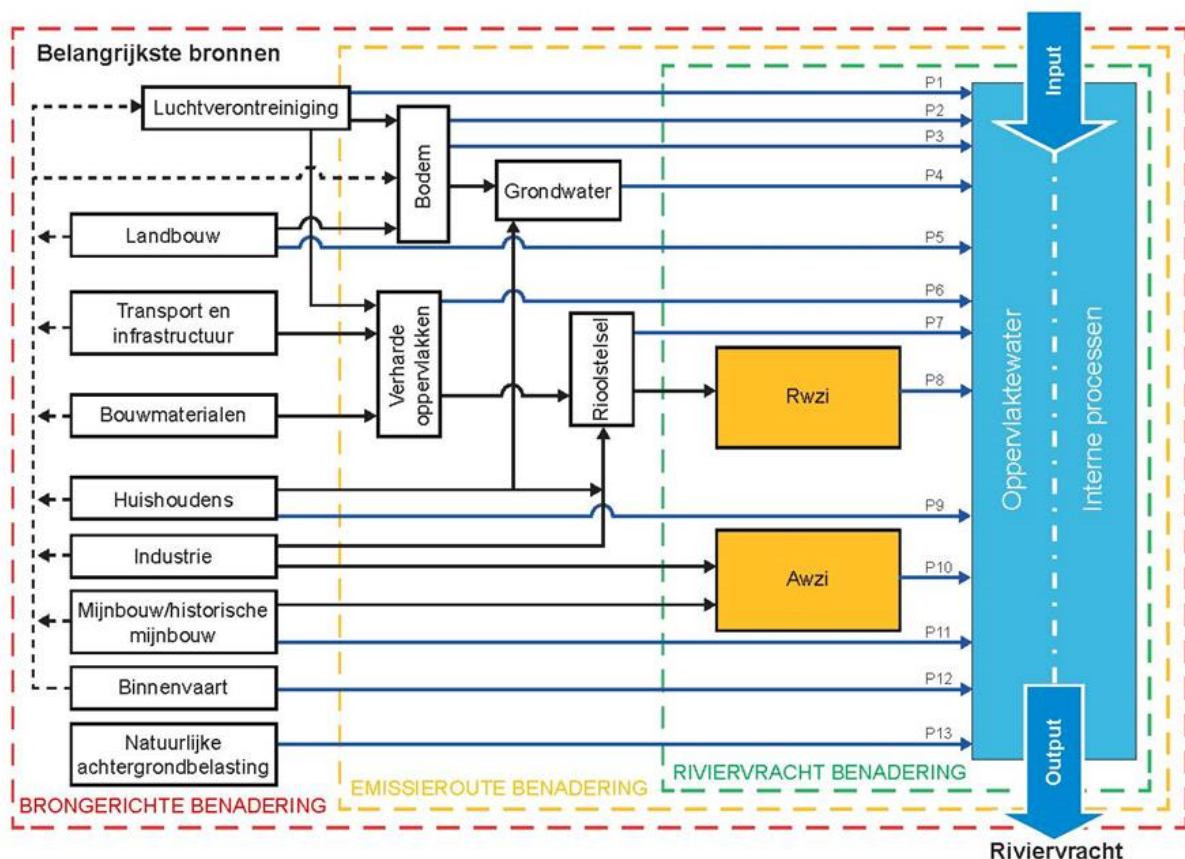 Belangrijkste bronnen
Input
Luchtverontreiniging
P1
P2
P3
Bodem
Grondwater
P4
Landbouw
P5
Transport en
infrastructuur
Verharde
oppervlakken
P6
Rioolstelsel
P7
Rwzi
P8
Bouwmaterialen
Oppervlaktewater
Interne processen
Huishoudens
P9
Industrie
Awzi
P10
Mijnbouw/historische
mijnbouw
P11
Binnenvaart
P12
Natuurlijke
achtergrondbelasting
P13
Output
BRONGERICHTE BENADERING
EMISSIEROUTE BENADERING
RIVIERVRACHT BENADERING
Riviervracht